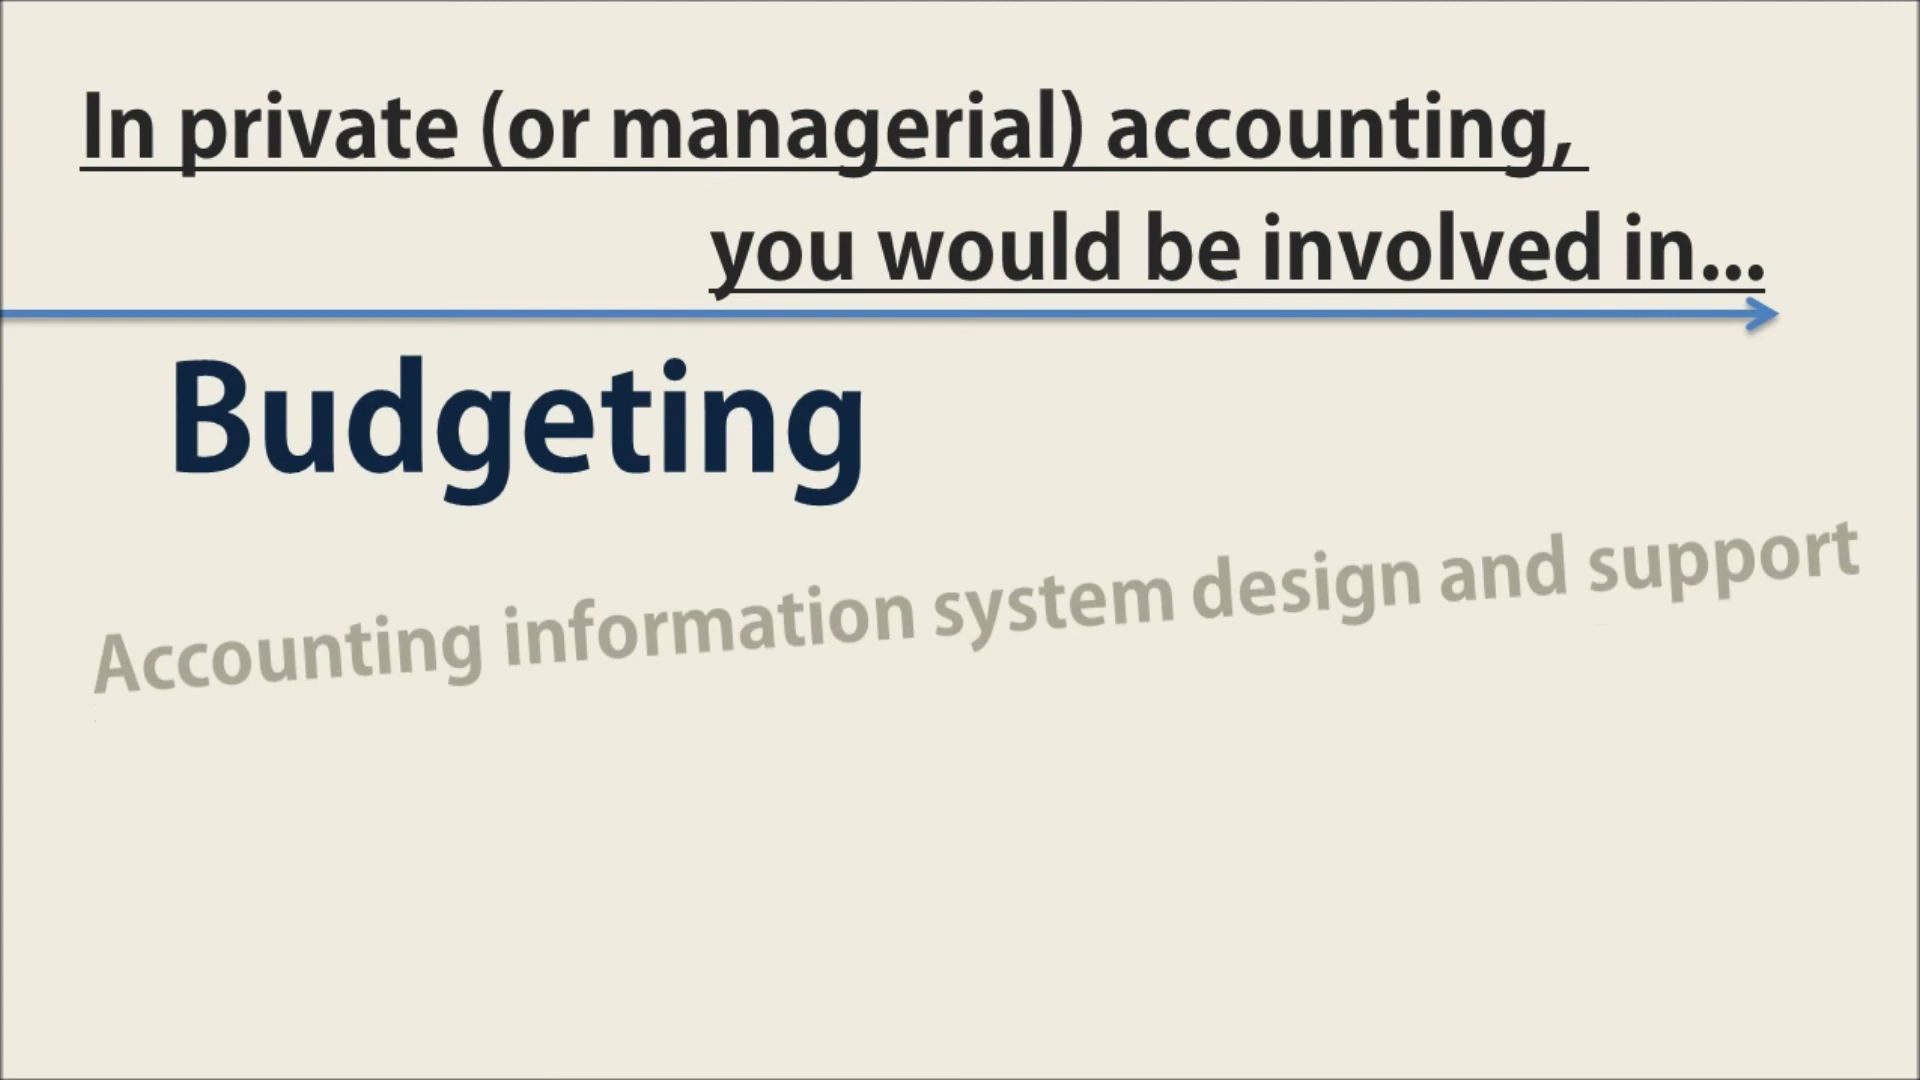 In private (or managerial) accounting,
you would be involved in...
Budgeting
Accounting information system design and support